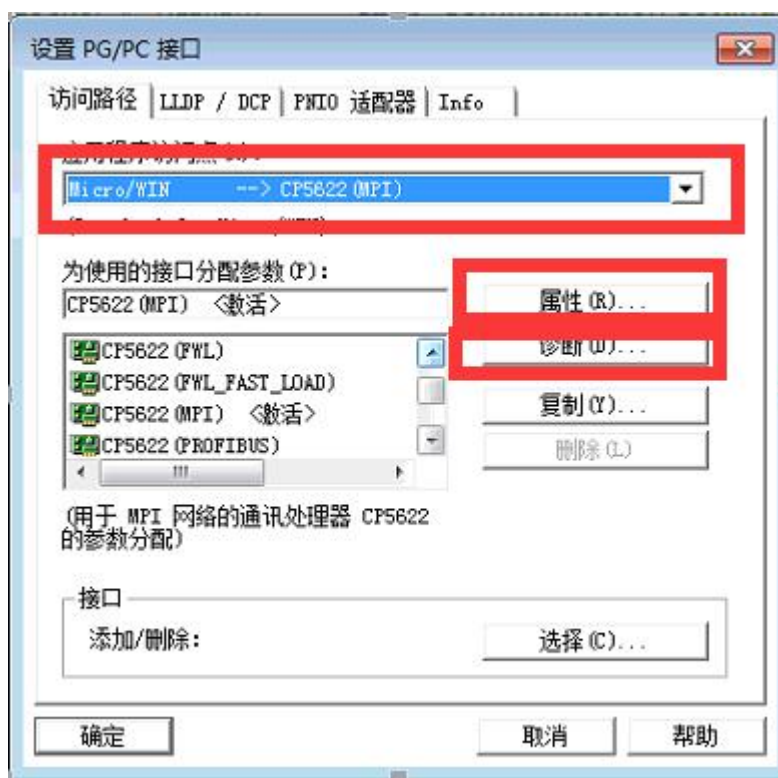 设置 PG/PC 接口
访问路径 LLDP / DCP PNIO 适配器 Info
Micro/WIN --> CP5622(MPI)
为使用的接口分配参数(P):
CP5622(MPI) <激活>
属性(R)...
CP5622(FWL)
诊断(D)...
CP5622(FWL_FAST_LOAD)
CP5622(MPI) <激活>
复制(Y)...
CP5622(PROFIBUS)
删除(L)
(用于 MPI 网络的通讯处理器 CP5622
的参数分配)
接口
添加/删除:
选择(C)...
确定 取消 帮助